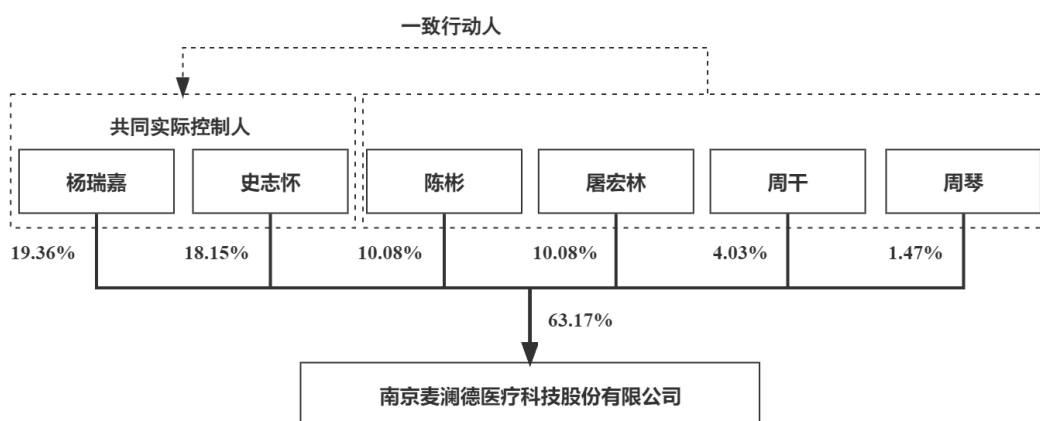 一致行动人
共同实际控制人
杨瑞嘉
史志怀
陈彬
屠宏林
周干
周琴
19.36%
18.15%
10.08%
10.08%
4.03%
1.47%
63.17%
南京麦澜德医疗科技股份有限公司